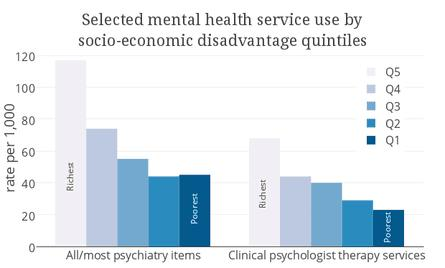 Selected mental health service use by
socio-economic disadvantage quintiles
rate per 1,000
120
100
80
60
40
20
0
Q5
Q4
Q3
Q2
Q1
Richest
Poorest
Richest
Poorest
All/most psychiatry items
Clinical psychologist therapy services